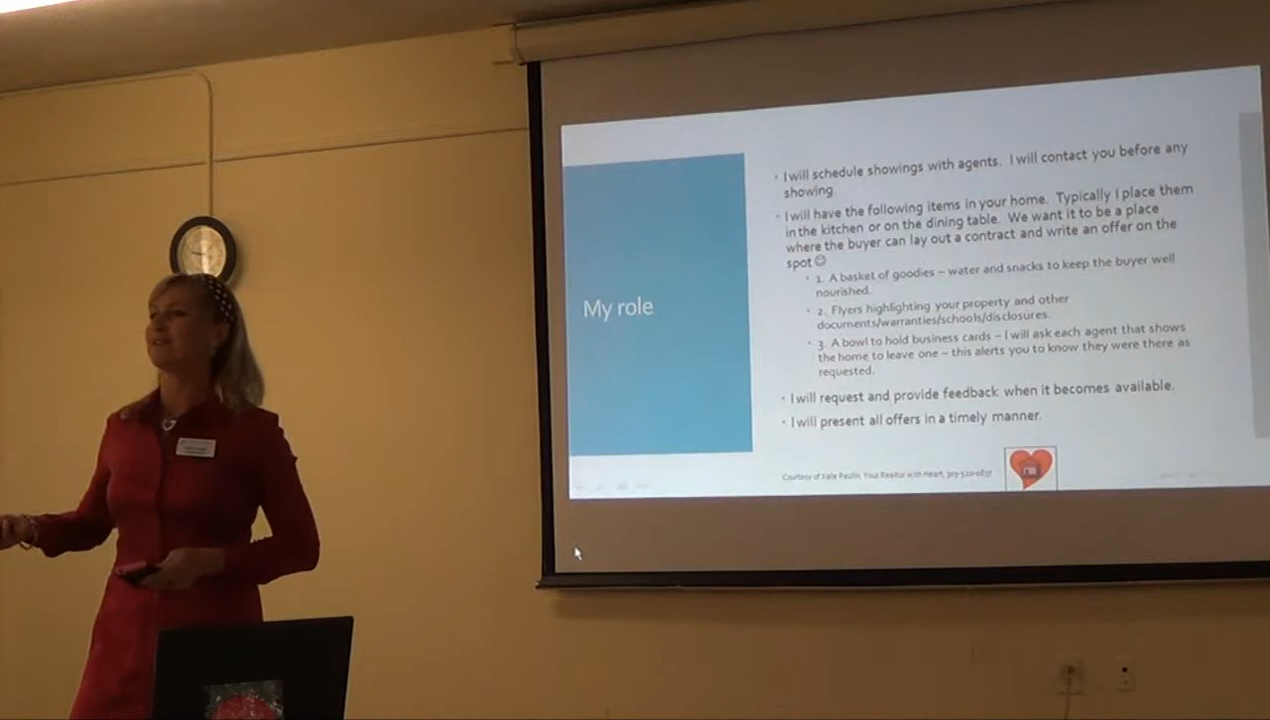 My role
I will schedule showings with agents. I will contact you before any
showing.
I will have the following items in your home. Typically I place them
in the kitchen or on the dining table. We want it to be a place
where the buyer can lay out a contract and write an offer on the
spot☺
1. A basket of goodies – water and snacks to keep the buyer well
nourished.
2. Flyers highlighting your property and other
documents/warranties/schools/disclosures.
3. A bowl to hold business cards – I will ask each agent that shows
the home to leave one – this alerts you to know they were there as
requested.
I will request and provide feedback when it becomes available.
I will present all offers in a timely manner.
Courtesy of Kate Paulin, Your Realtor with Heart,